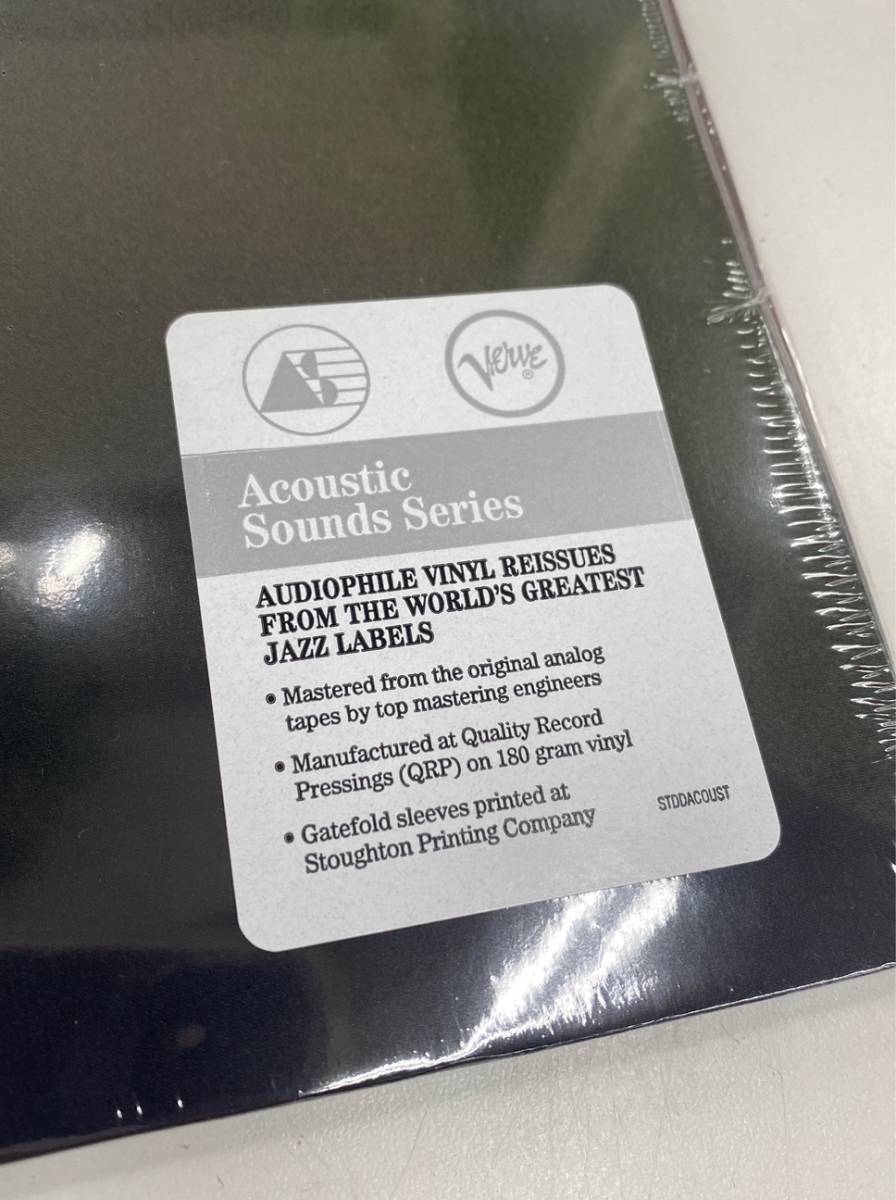 AS
Verve®
Acoustic
Sounds Series
AUDIOPHILE VINYL REISSUES
FROM THE WORLD'S GREATEST
JAZZ LABELS
• Mastered from the original analog
tapes by top mastering engineers
• Manufactured at Quality Record
Pressings (QRP) on 180 gram vinyl
• Gatefold sleeves printed at
Stoughton Printing Company
STDDACOUST